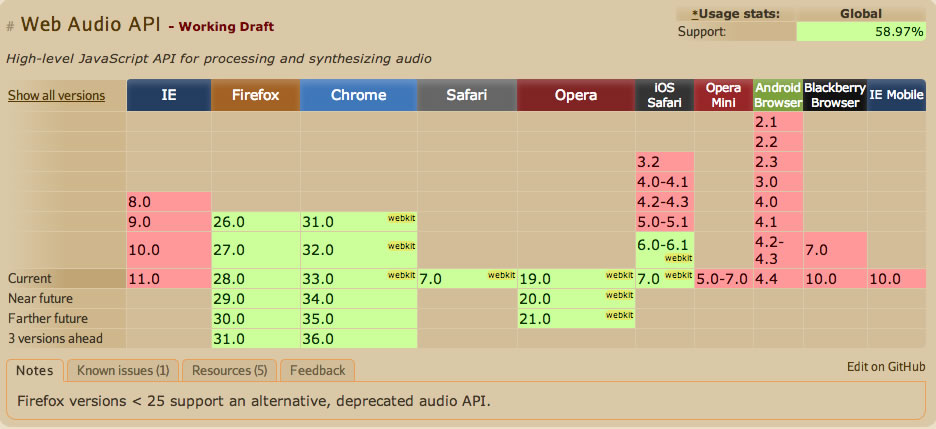 # Web Audio API - Working Draft
*Usage stats: Global
Support: 58.97%
High-level JavaScript API for processing and synthesizing audio
Show all versions IE Firefox Chrome Safari Opera iOS Safari Opera Mini Android Browser Blackberry Browser IE Mobile
2.1
2.2
3.2 2.3
4.0-4.1 3.0
8.0 4.2-4.3 4.0
9.0 26.0 31.0 webkit 5.0-5.1 4.1
10.0 27.0 32.0 webkit 6.0-6.1 webkit 4.2-4.3 7.0
Current 11.0 28.0 33.0 webkit 7.0 webkit 19.0 webkit 7.0 webkit 5.0-7.0 4.4 10.0 10.0
Near future 29.0 34.0 20.0 webkit
Farther future 30.0 35.0 21.0 webkit
3 versions ahead 31.0 36.0
Notes Known issues (1) Resources (5) Feedback Edit on GitHub
Firefox versions < 25 support an alternative, deprecated audio API.